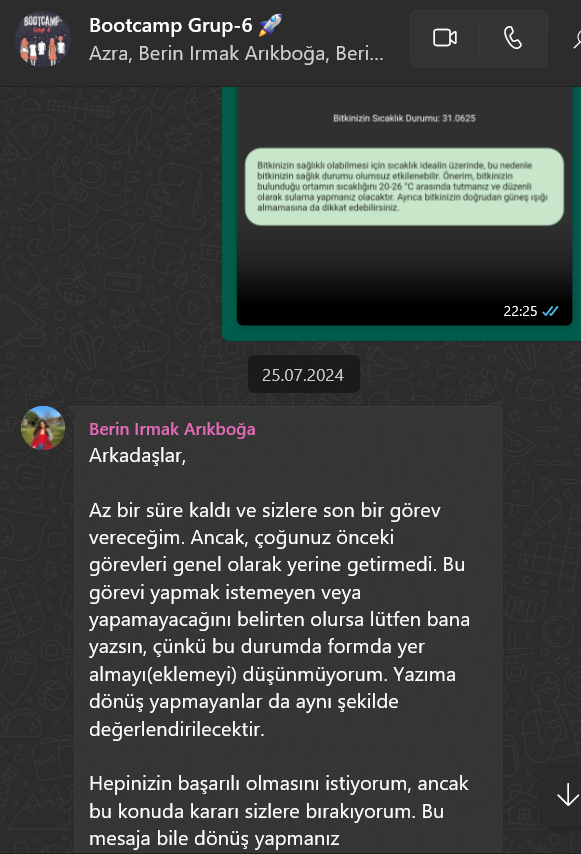 BOOTCAMP
Grup 6
Bootcamp Grup-6 🚀
Azra, Berin Irmak Arıkboğa, Beri...
Bitkinizin Sıcaklık Durumu: 31.0625
Bitkinizin sağlıklı olabilmesi için sıcaklık idealin üzerinde, bu nedenle
bitkinizin sağlık durumu olumsuz etkilenebilir. Önerim, bitkinizin
bulunduğu ortamın sıcaklığını 20-26 °C arasında tutmanız ve düzenli
olarak sulama yapmanız olacaktır. Ayrıca bitkinizin doğrudan güneş ışığı
almamasına da dikkat edebilirsiniz.
22:25
25.07.2024
Berin Irmak Arıkboğa
Arkadaşlar,
Az bir süre kaldı ve sizlere son bir görev
vereceğim. Ancak, çoğunuz önceki
görevleri genel olarak yerine getirmedi. Bu
görevi yapmak istemeyen veya
yapamayacağını belirten olursa lütfen bana
yazsın, çünkü bu durumda formda yer
almayı(eklemeyi) düşünmüyorum. Yazıma
dönüş yapmayanlar da aynı şekilde
değerlendirilecektir.
Hepinizin başarılı olmasını istiyorum, ancak
bu konuda kararı sizlere bırakıyorum. Bu
mesaja bile dönüş yapmanız